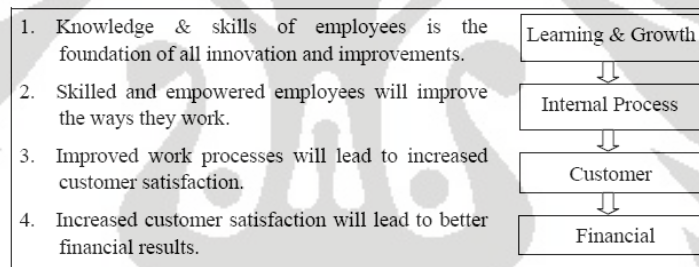 1. Knowledge & skills of employees is the
foundation of all innovation and improvements.
2. Skilled and empowered employees will improve
the ways they work.
3. Improved work processes will lead to increased
customer satisfaction.
4. Increased customer satisfaction will lead to better
financial results.
Learning & Growth
Internal Process
Customer
Financial